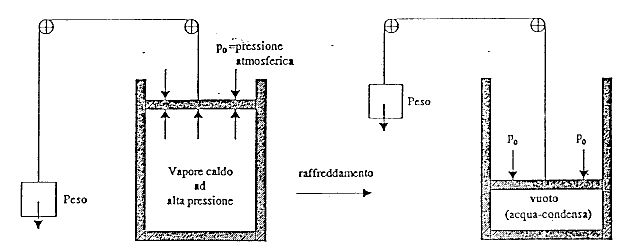 p₀=pressione
atmosferica
Peso
Vapore caldo
ad
alta pressione
raffreddamento
Peso
p₀
p₀
vuoto
(acqua-condensa)